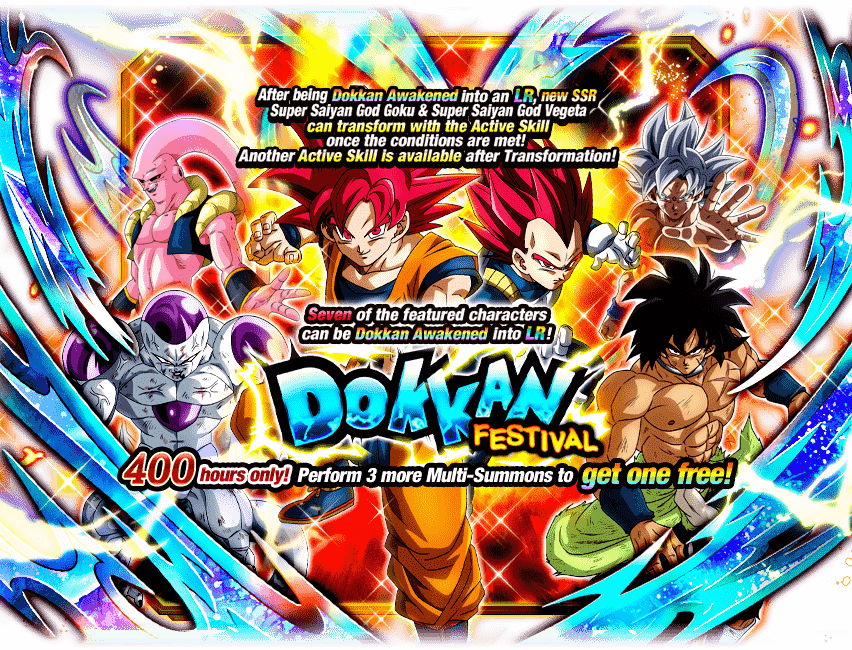 After being Dokkan Awakened into an LR, new SSR
Super Saiyan God Goku & Super Saiyan God Vegeta
can transform with the Active Skill
once the conditions are met!
Another Active Skill is available after Transformation!
Seven of the featured characters
can be Dokkan Awakened into LR!
DOKKAN
FESTIVAL
400 hours only! Perform 3 more Multi-Summons to get one free!